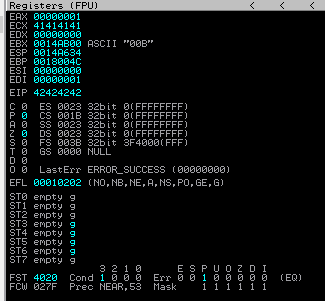 Registers (FPU) < < <
EAX 00000001
ECX 41414141
EDX 00000000
EBX 0014AB00 ASCII "00B"
ESP 0014A634
EBP 0018004C
ESI 00000000
EDI 00000001
EIP 42424242
C 0 ES 0023 32bit 0(FFFFFFFF)
P 0 CS 001B 32bit 0(FFFFFFFF)
A 0 SS 0023 32bit 0(FFFFFFFF)
Z 0 DS 0023 32bit 0(FFFFFFFF)
S 0 FS 003B 32bit 3F4000(FFF)
T 0 GS 0000 NULL
D 0
O 0 LastErr ERROR_SUCCESS (00000000)
EFL 00010202 (NO,NB,NE,A,NS,PO,GE,G)
ST0 empty g
ST1 empty g
ST2 empty g
ST3 empty g
ST4 empty g
ST5 empty g
ST6 empty g
ST7 empty g
3 2 1 0 E S P U O Z D I
FST 4020 Cond 1 0 0 0 Err 0 0 1 0 0 0 0 0 (EQ)
FCW 027F Prec NEAR,53 Mask 1 1 1 1 1 1